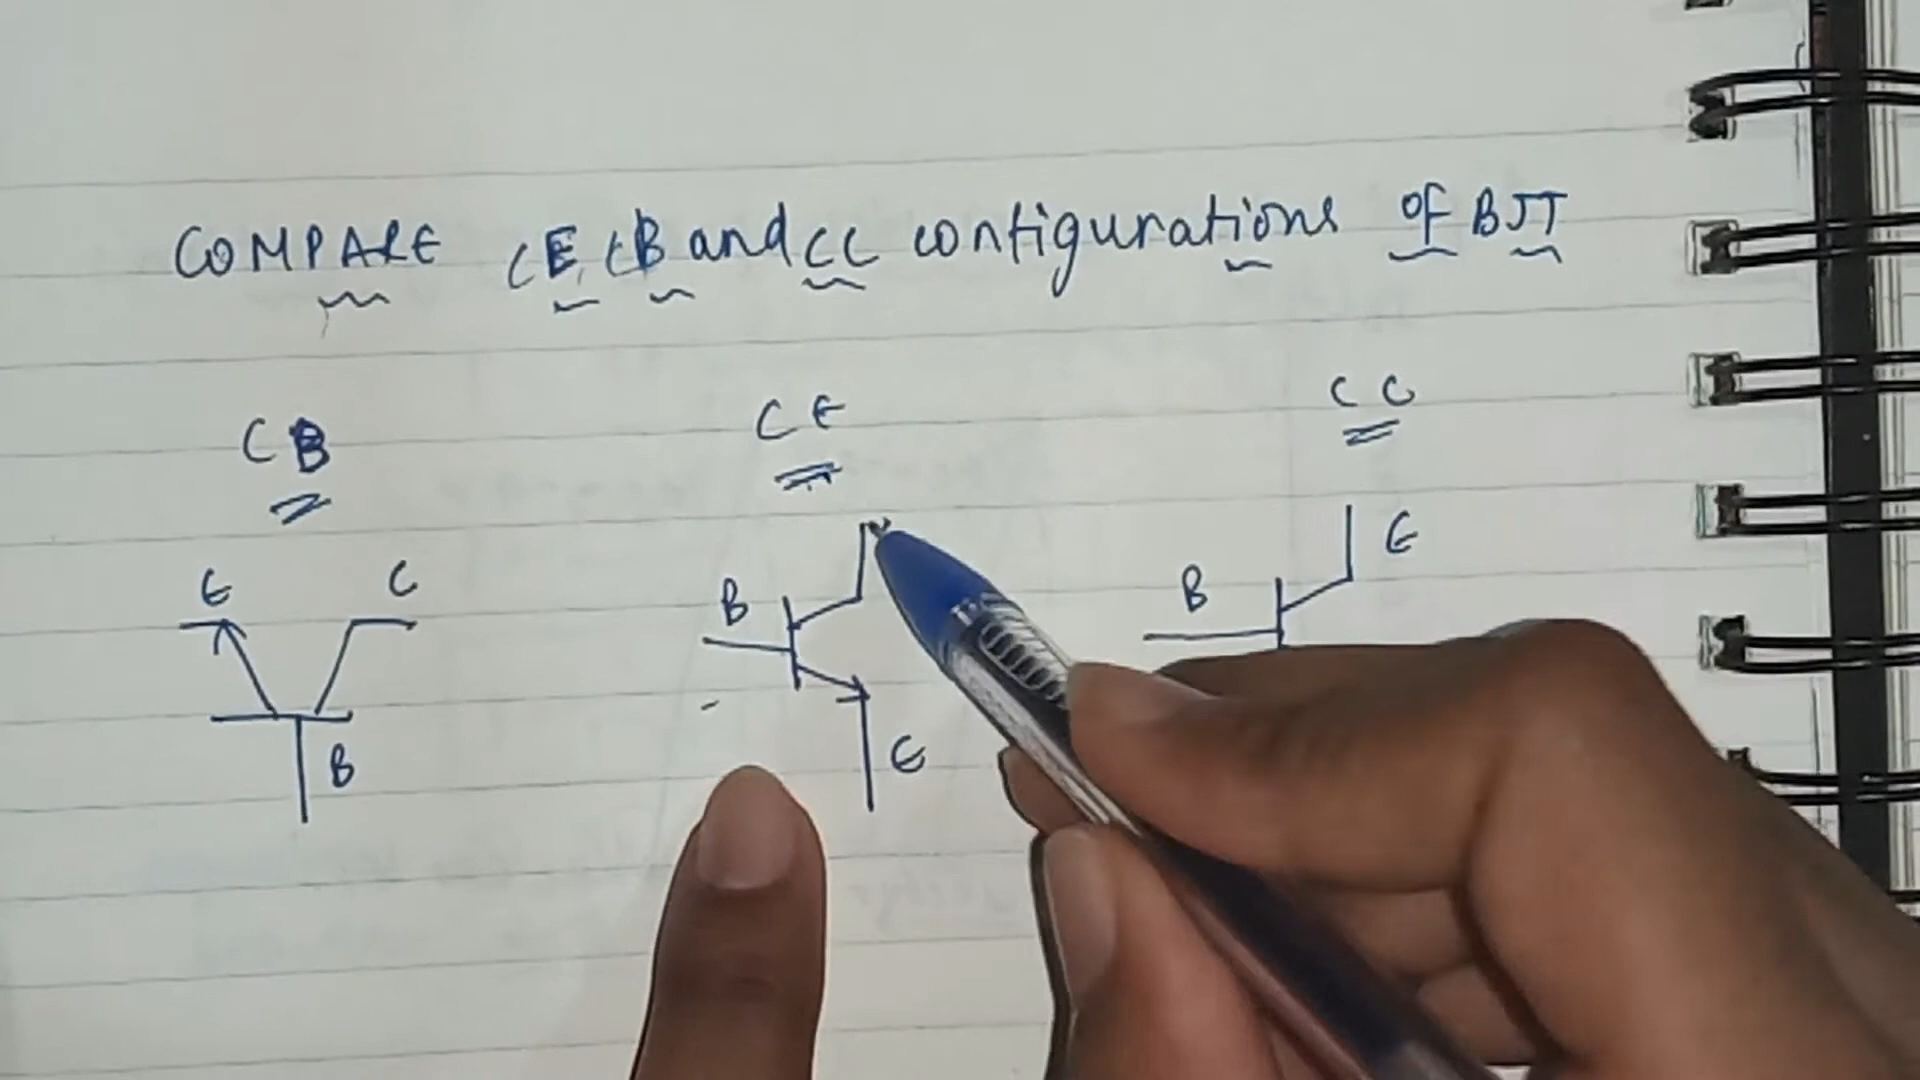 COMPARE CE, CB and CC configurations OF BJT
CB
CE
CC
E C
B
B
E
B E